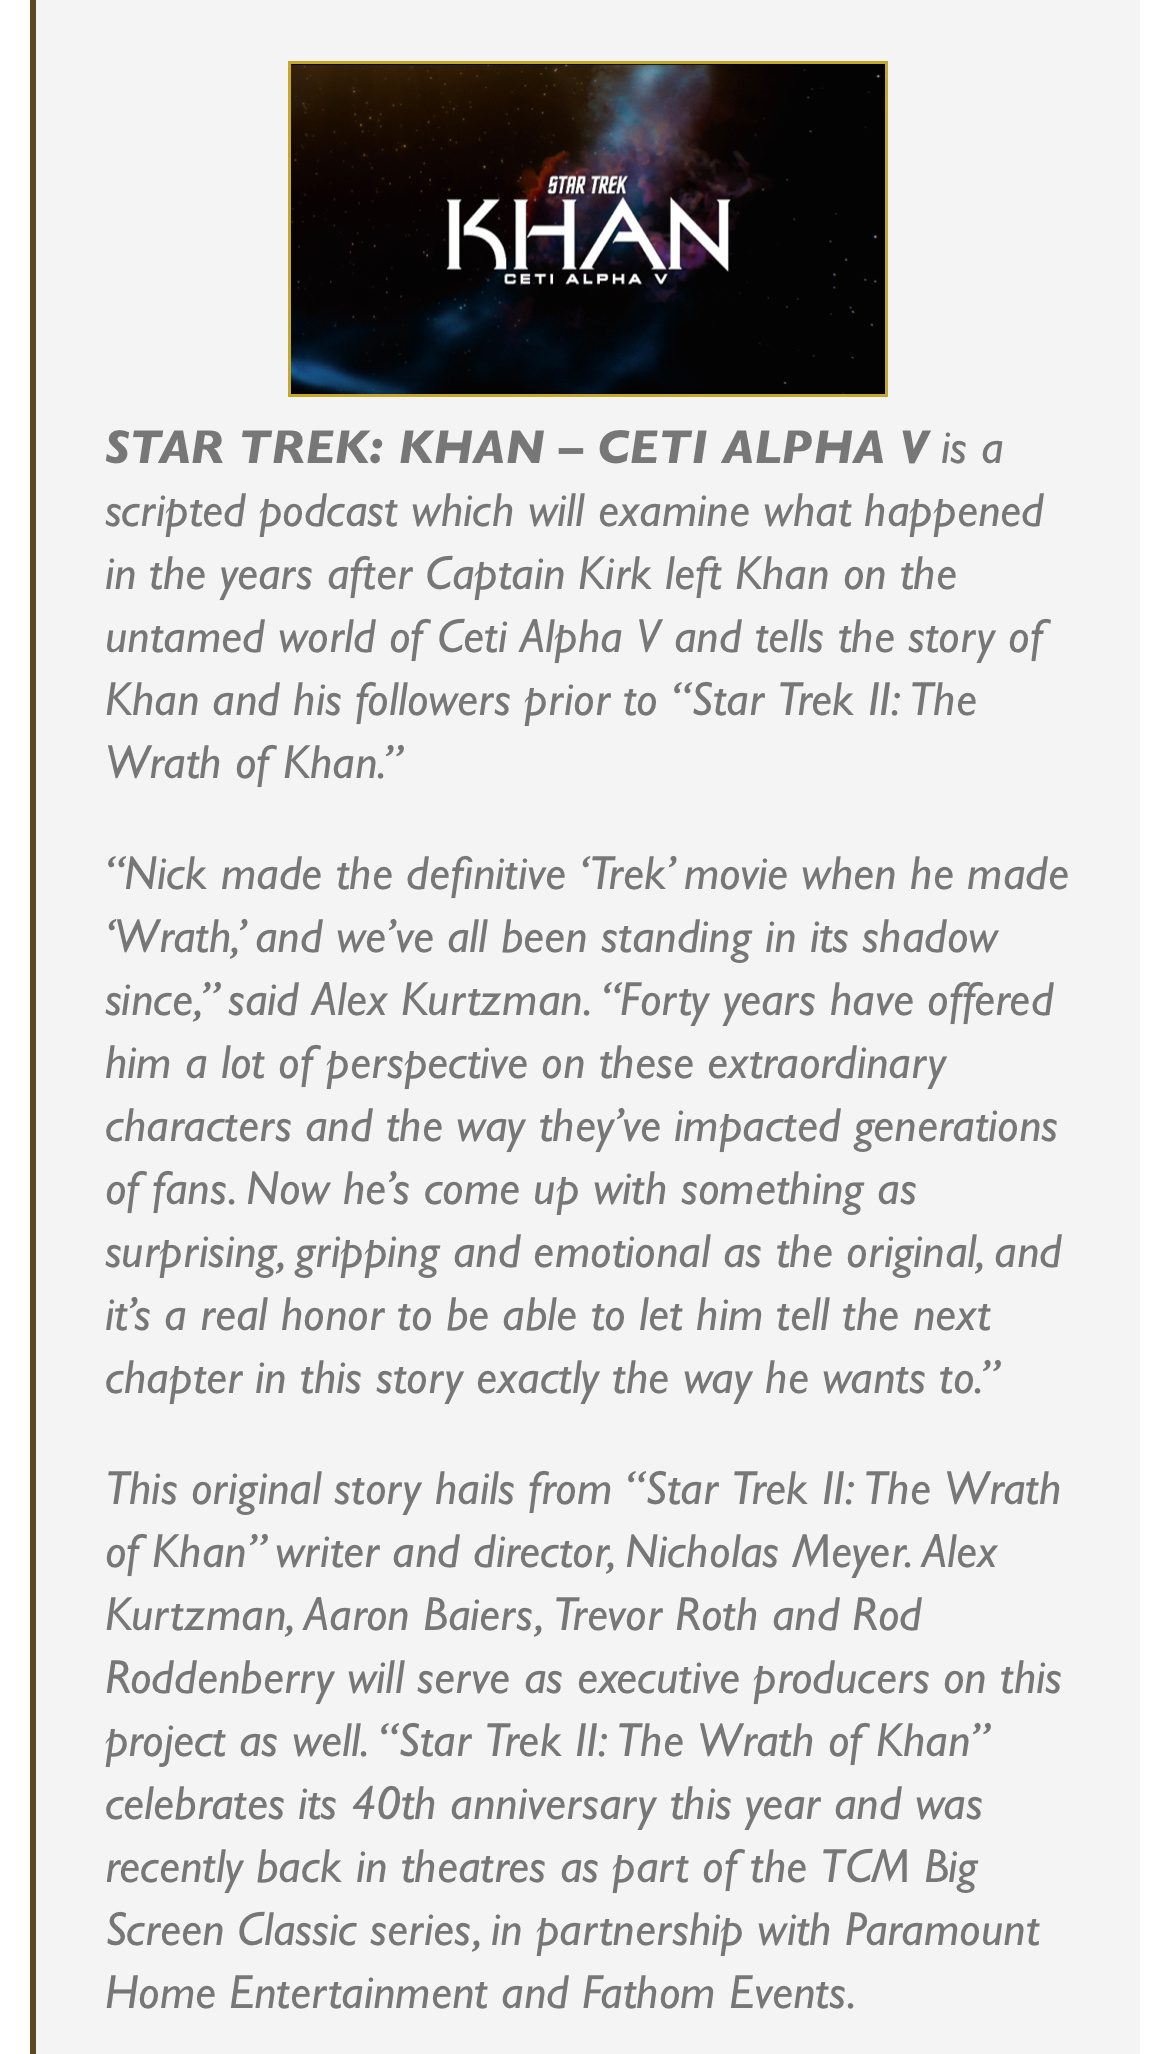 STAR TREK
KHAN
CETI ALPHA V
STAR TREK: KHAN – CETI ALPHA V is a
scripted podcast which will examine what happened
in the years after Captain Kirk left Khan on the
untamed world of Ceti Alpha V and tells the story of
Khan and his followers prior to “Star Trek II: The
Wrath of Khan.”
“Nick made the definitive ‘Trek’ movie when he made
‘Wrath,’ and we’ve all been standing in its shadow
since,” said Alex Kurtzman. “Forty years have offered
him a lot of perspective on these extraordinary
characters and the way they’ve impacted generations
of fans. Now he’s come up with something as
surprising, gripping and emotional as the original, and
it’s a real honor to be able to let him tell the next
chapter in this story exactly the way he wants to.”
This original story hails from “Star Trek II: The Wrath
of Khan” writer and director, Nicholas Meyer. Alex
Kurtzman, Aaron Baiers, Trevor Roth and Rod
Roddenberry will serve as executive producers on this
project as well. “Star Trek II: The Wrath of Khan”
celebrates its 40th anniversary this year and was
recently back in theatres as part of the TCM Big
Screen Classic series, in partnership with Paramount
Home Entertainment and Fathom Events.